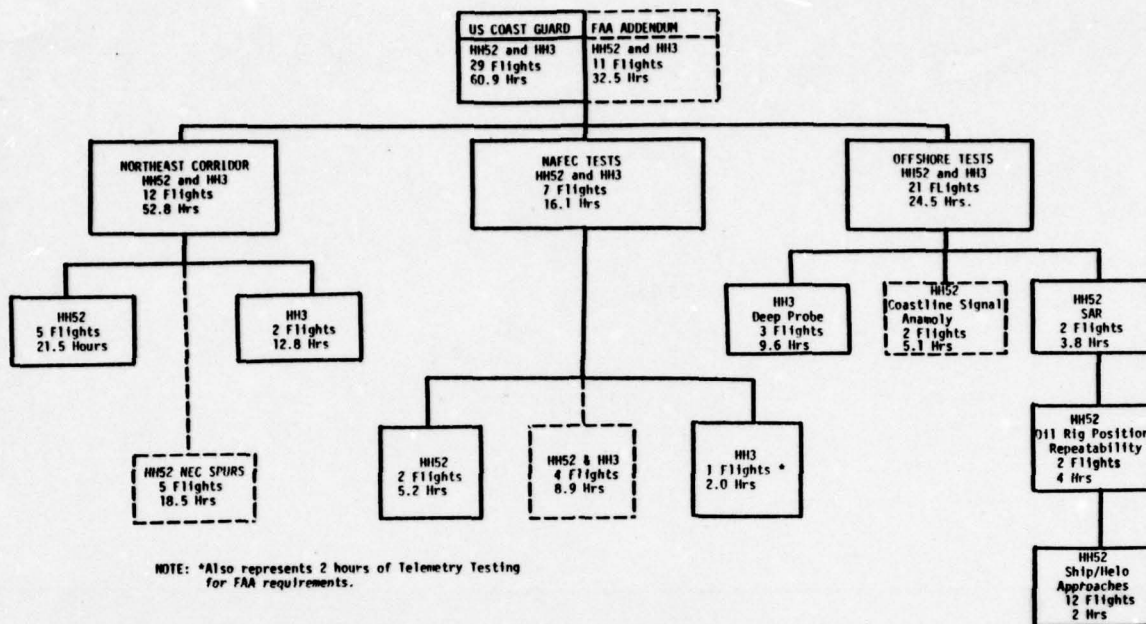 US COAST GUARD
HH52 and HH3
29 Flights
60.9 Hrs
FAA ADDENDUM
HH52 and HH3
11 Flights
32.5 Hrs
NORTHEAST CORRIDOR
HH52 and HH3
12 Flights
52.8 Hrs
NAFEC TESTS
HH52 and HH3
7 Flights
16.1 Hrs
OFFSHORE TESTS
HH52 and HH3
21 FLights
24.5 Hrs.
HH52
5 Flights
21.5 Hours
HH3
2 Flights
12.8 Hrs
HH52 NEC SPURS
5 Flights
18.5 Hrs
HH52
2 Flights
5.2 Hrs
HH52 & HH3
4 Flights
8.9 Hrs
HH3
1 Flights *
2.0 Hrs
HH3
Deep Probe
3 Flights
9.6 Hrs
HH52
Coastline Signal
Anamoly
2 Flights
5.1 Hrs
HH52
SAR
2 Flights
3.8 Hrs
HH52
Oil Rig Position
Repeatability
2 Flights
4 Hrs
HH52
Ship/Helo
Approaches
12 Flights
2 Hrs
NOTE: *Also represents 2 hours of Telemetry Testing
for FAA requirements.